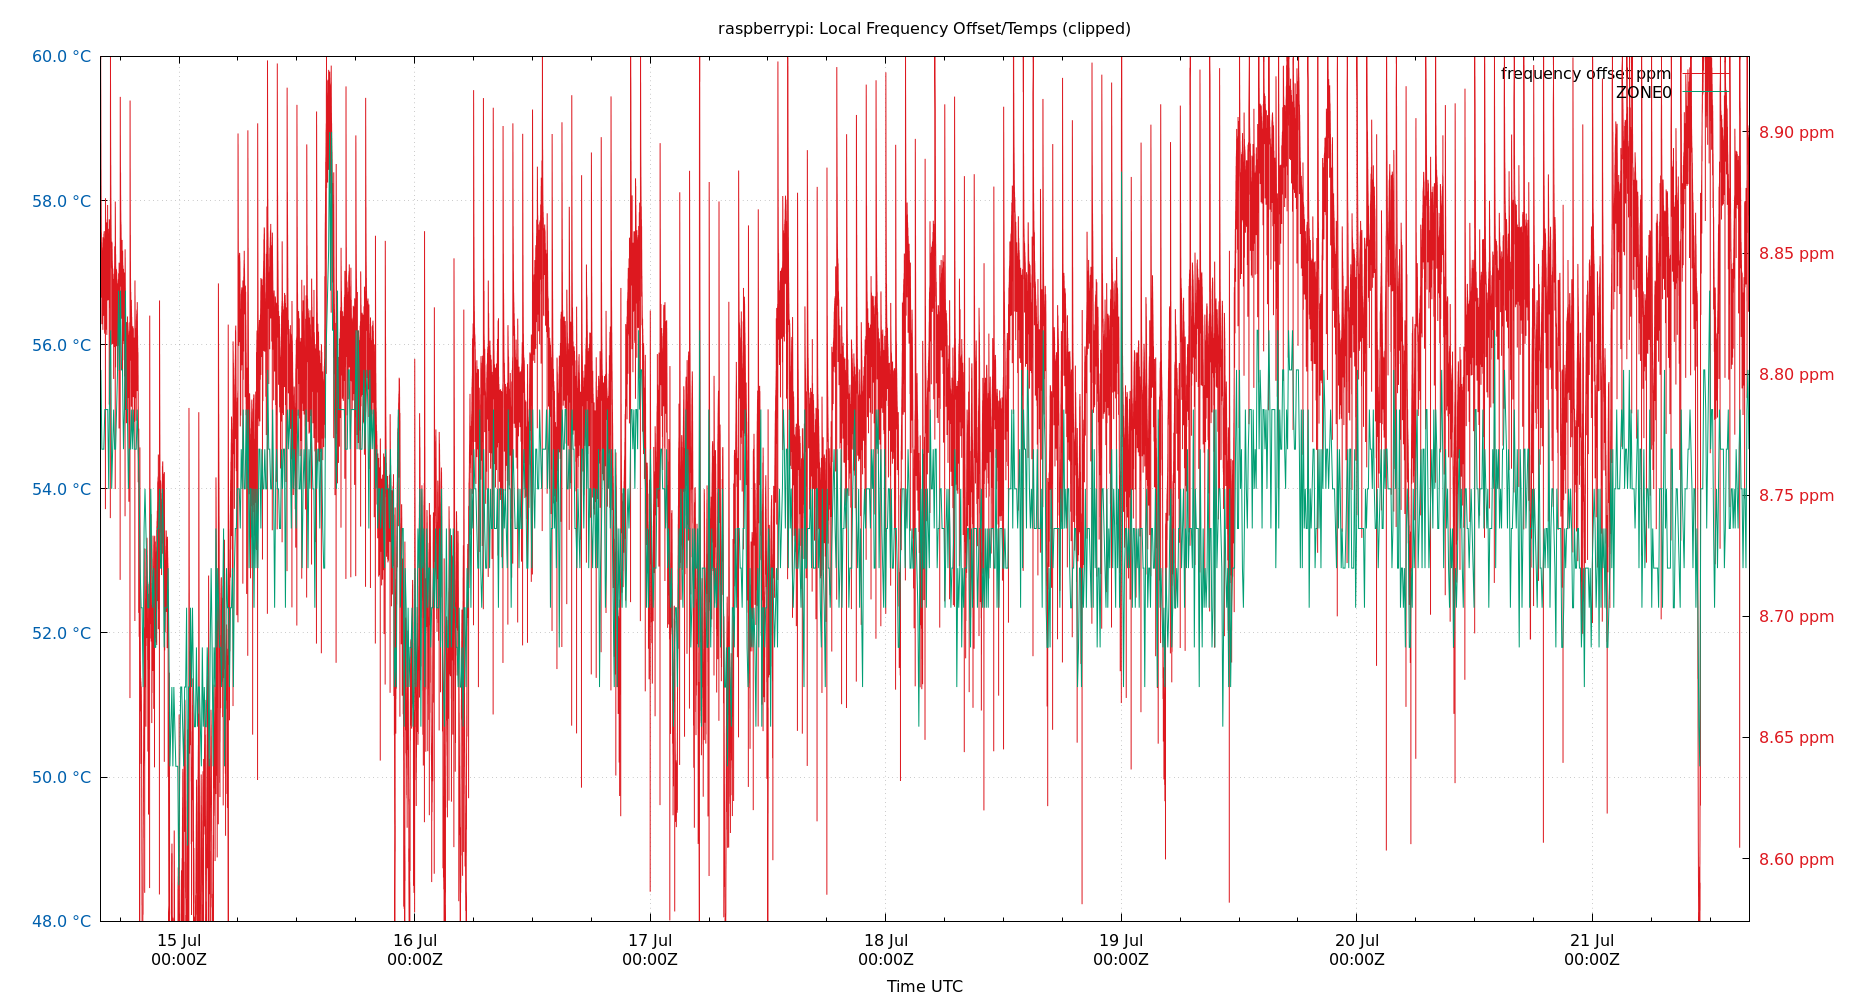 raspberrypi: Local Frequency Offset/Temps (clipped)
60.0 °C
58.0 °C
56.0 °C
54.0 °C
52.0 °C
50.0 °C
48.0 °C
frequency offset ppm
ZONE0
8.90 ppm
8.85 ppm
8.80 ppm
8.75 ppm
8.70 ppm
8.65 ppm
8.60 ppm
15 Jul
00:00Z
16 Jul
00:00Z
17 Jul
00:00Z
18 Jul
00:00Z
19 Jul
00:00Z
20 Jul
00:00Z
21 Jul
00:00Z
Time UTC